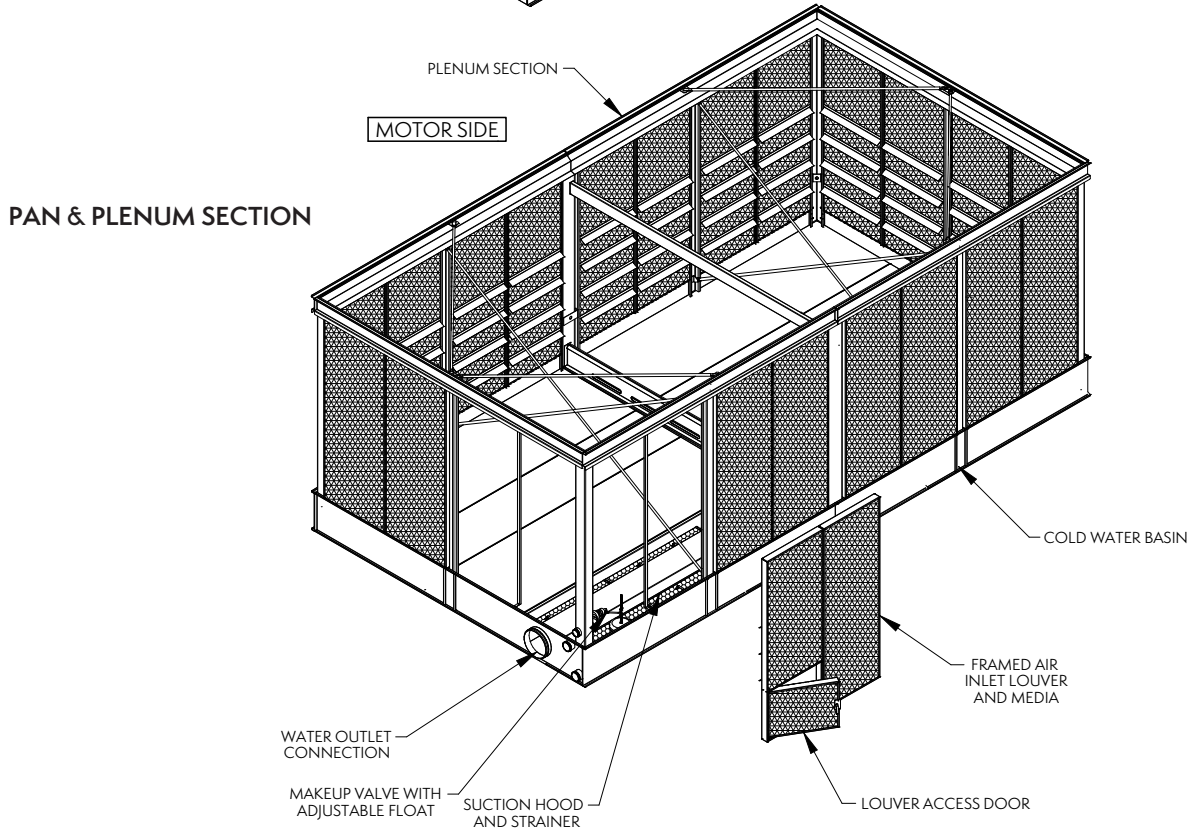 PLENUM SECTION
MOTOR SIDE
PAN & PLENUM SECTION
COLD WATER BASIN
FRAMED AIR
INLET LOUVER
AND MEDIA
WATER OUTLET
CONNECTION
MAKEUP VALVE WITH
ADJUSTABLE FLOAT
SUCTION HOOD
AND STRAINER
LOUVER ACCESS DOOR